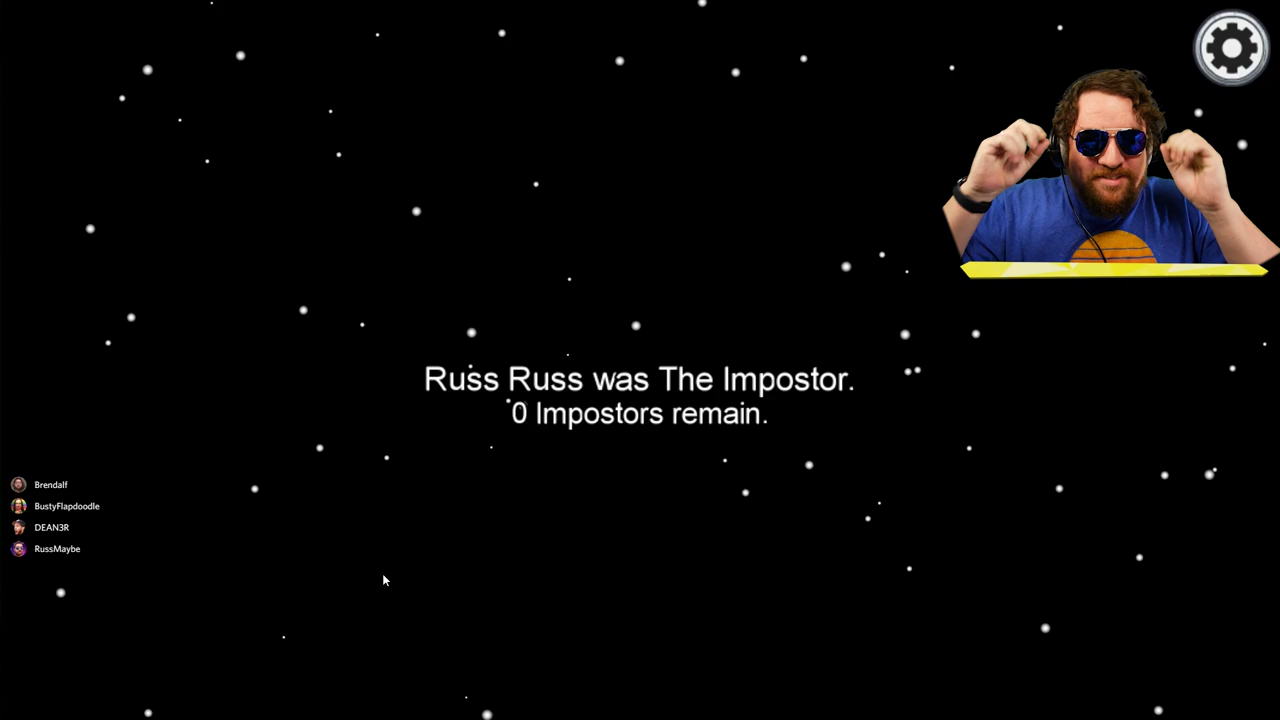 Russ Russ was The Impostor.
0 Impostors remain.
Brendalf
BustyFlapdoodle
DEAN3R
RussMaybe